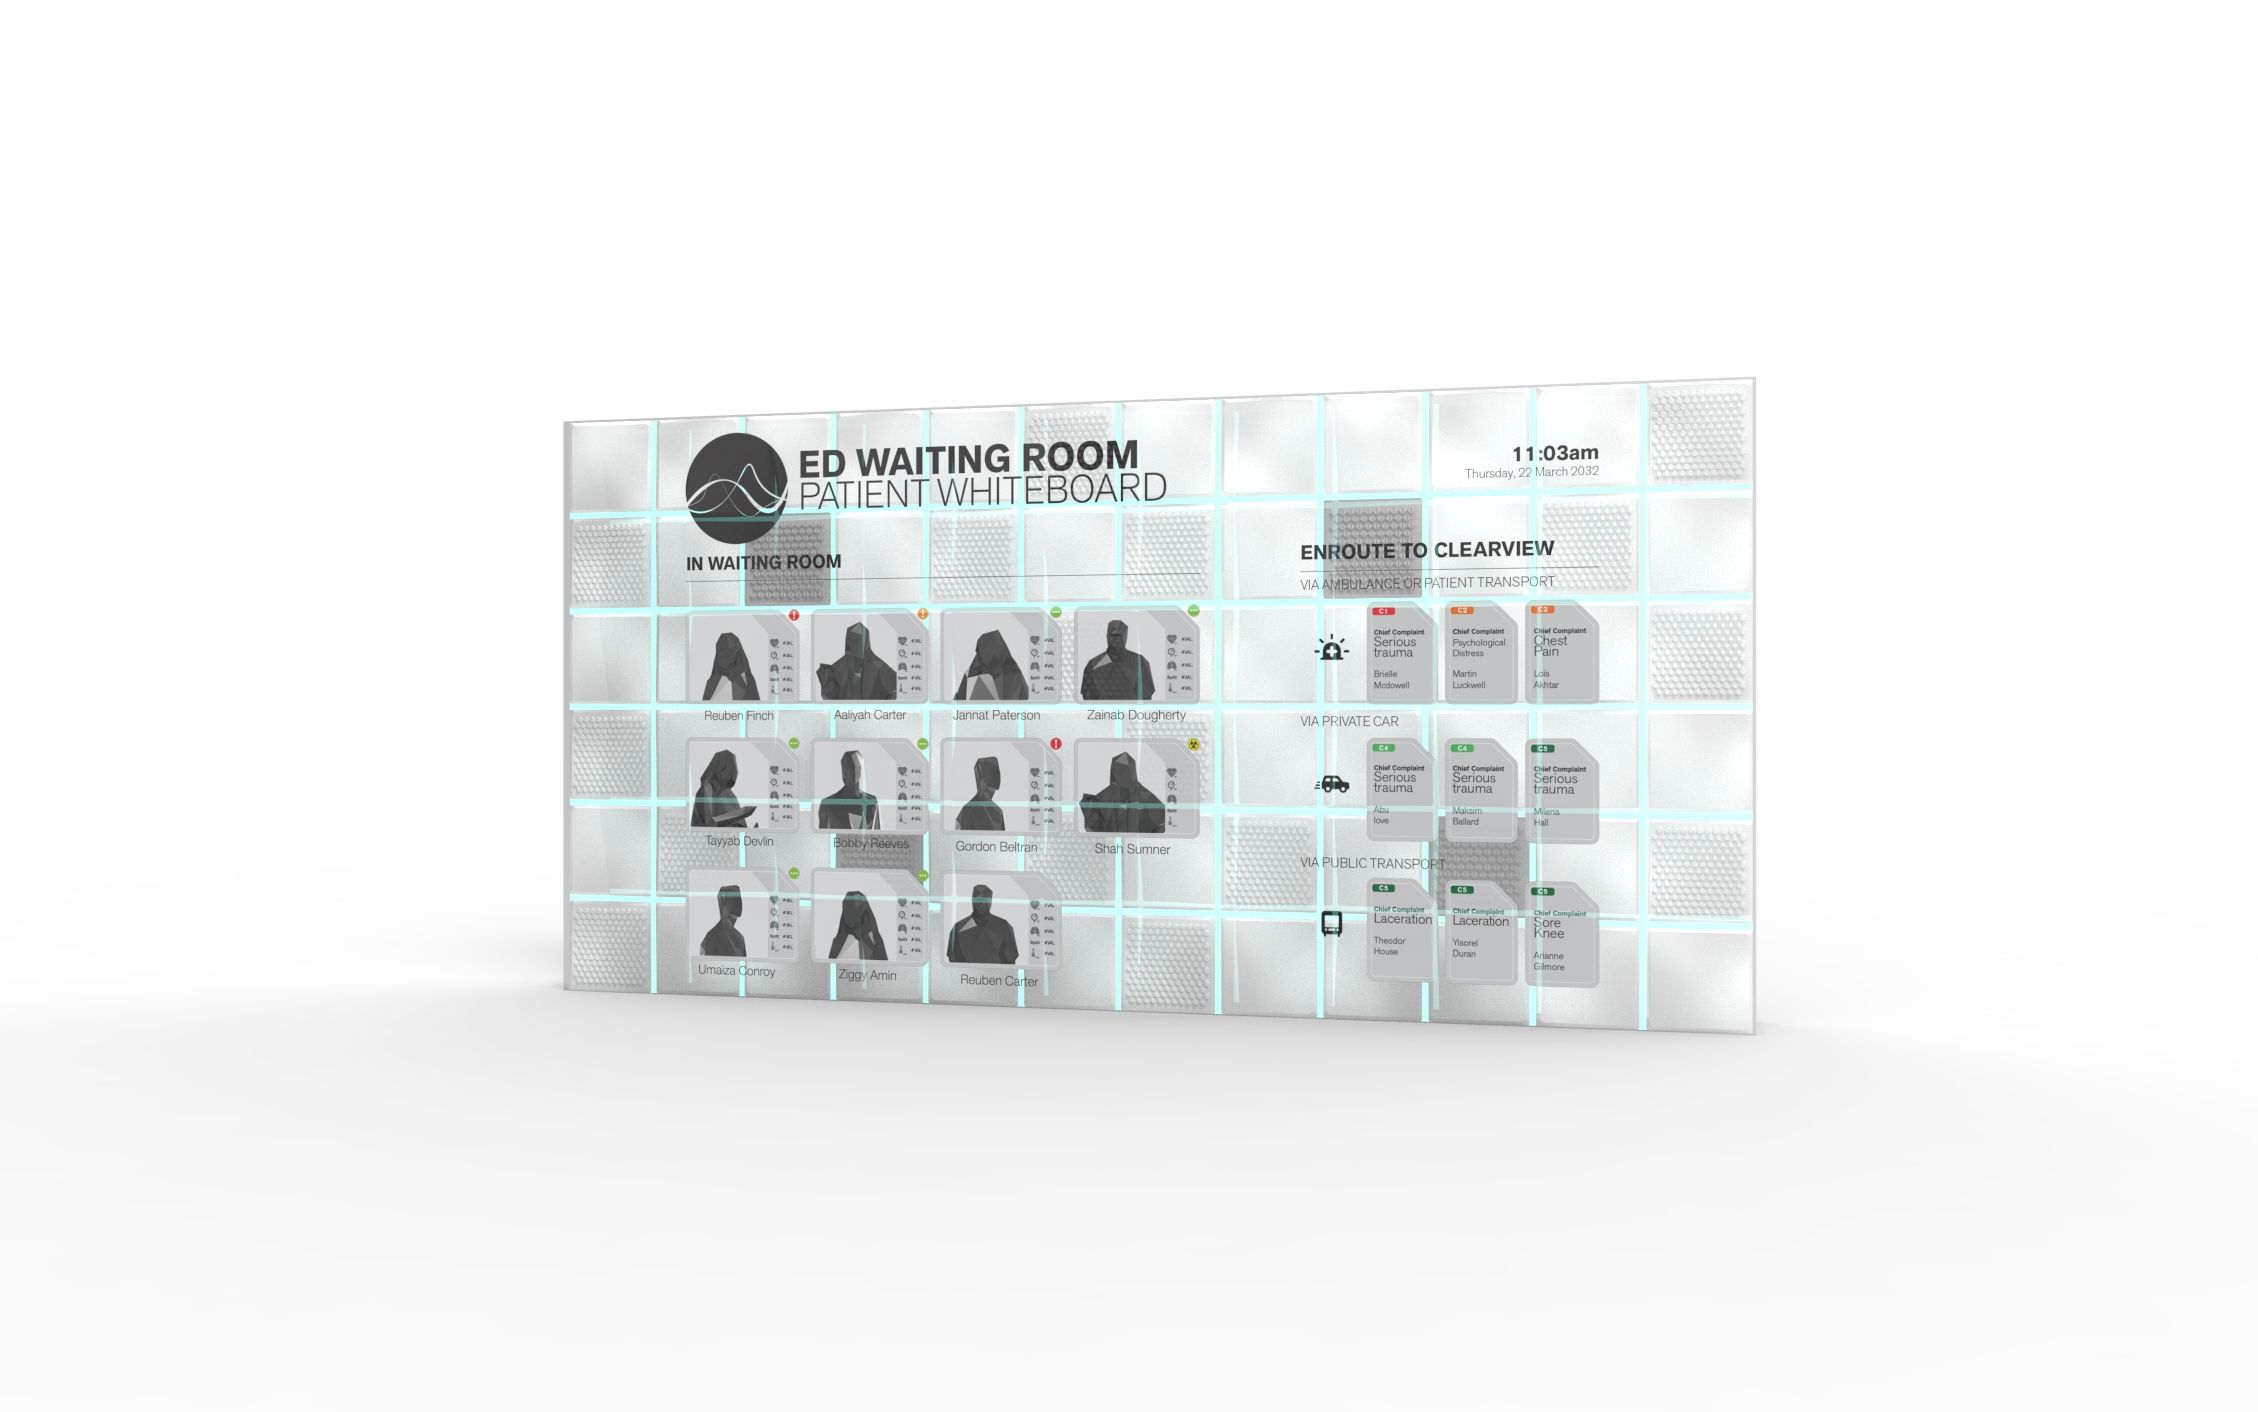 ED WAITING ROOM
PATIENT WHITEBOARD
11:03am
Thursday, 22 March 2032
IN WAITING ROOM
Reuben Finch
Aaliyah Carter
Jannat Paterson
Zainab Dougherty
Tayyab Devlin
Bobby Reeves
Gordon Beltran
Shah Sumner
Umaiza Conroy
Ziggy Amin
Reuben Carter
ENROUTE TO CLEARVIEW
VIA AMBULANCE OR PATIENT TRANSPORT
C1
Chief Complaint
Serious
trauma
Brielle
Mcdowell
C2
Chief Complaint
Psychological
Distress
Martin
Luckwell
C2
Chief Complaint
Chest
Pain
Lois
Akhtar
VIA PRIVATE CAR
C4
Chief Complaint
Serious
trauma
Abu
love
C4
Chief Complaint
Serious
trauma
Maksim
Ballard
C5
Chief Complaint
Serious
trauma
Milena
Hall
VIA PUBLIC TRANSPORT
C5
Chief Complaint
Laceration
Theodor
House
C5
Chief Complaint
Laceration
Yisorel
Duran
C5
Chief Complaint
Sore
Knee
Arianne
Gilmore